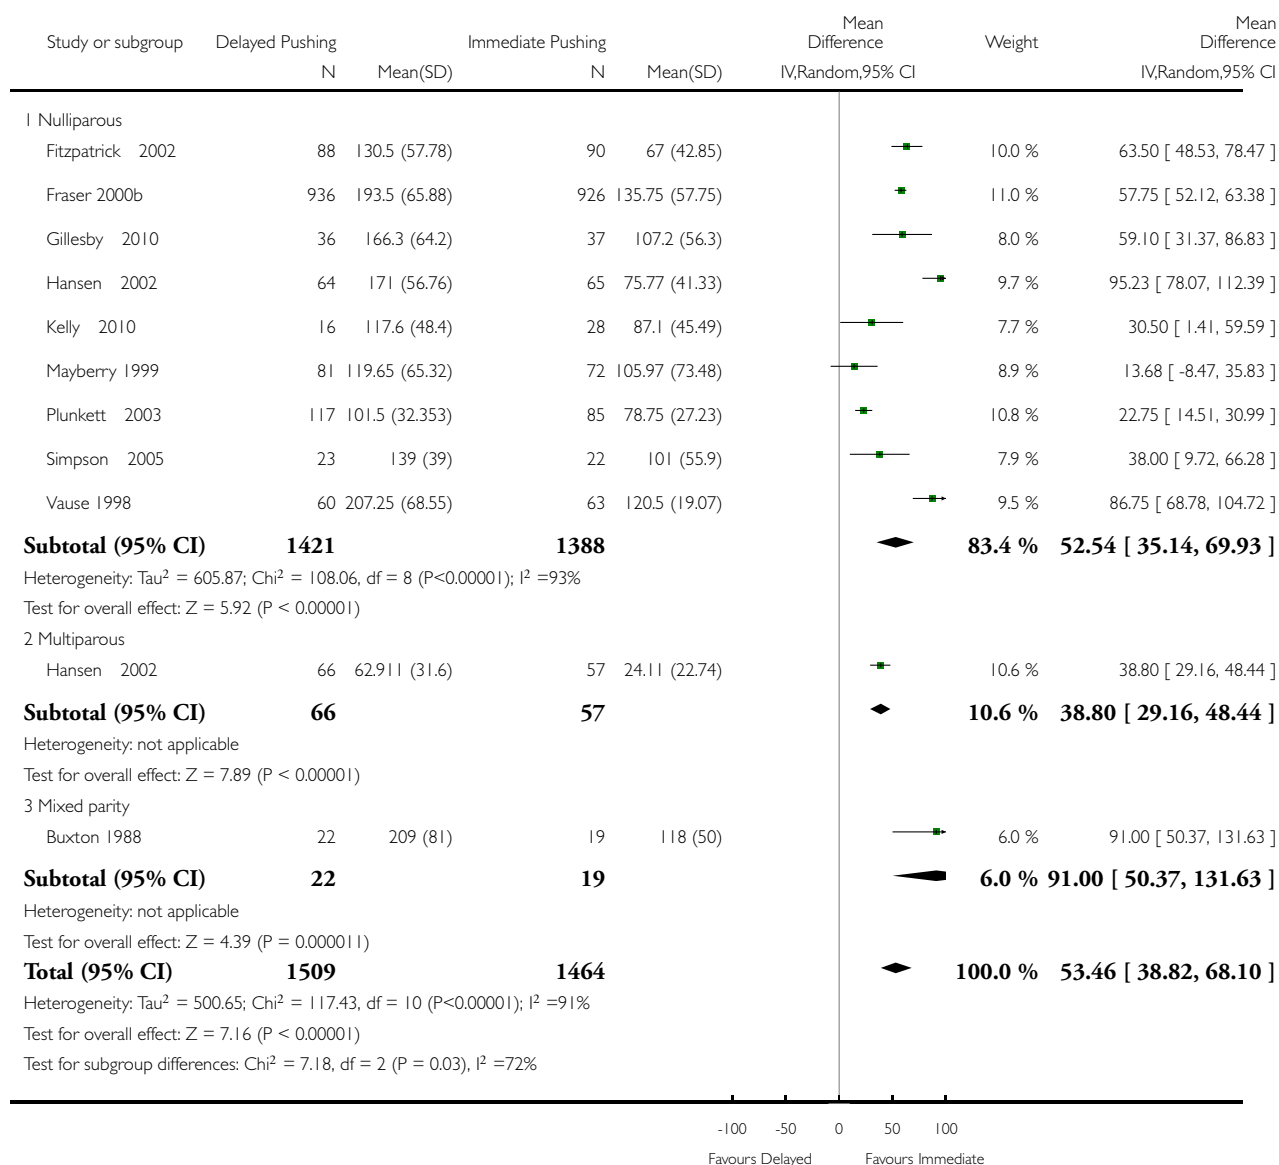 Mean Mean
Study or subgroup Delayed Pushing Immediate Pushing Difference Weight Difference
N Mean(SD) N Mean(SD) IV,Random,95% CI IV,Random,95% CI
1 Nulliparous
Fitzpatrick 2002 88 130.5 (57.78) 90 67 (42.85) 10.0 % 63.50 [ 48.53, 78.47 ]
Fraser 2000b 936 193.5 (65.88) 926 135.75 (57.75) 11.0 % 57.75 [ 52.12, 63.38 ]
Gillesby 2010 36 166.3 (64.2) 37 107.2 (56.3) 8.0 % 59.10 [ 31.37, 86.83 ]
Hansen 2002 64 171 (56.76) 65 75.77 (41.33) 9.7 % 95.23 [ 78.07, 112.39 ]
Kelly 2010 16 117.6 (48.4) 28 87.1 (45.49) 7.7 % 30.50 [ 1.41, 59.59 ]
Mayberry 1999 81 119.65 (65.32) 72 105.97 (73.48) 8.9 % 13.68 [ -8.47, 35.83 ]
Plunkett 2003 117 101.5 (32.353) 85 78.75 (27.23) 10.8 % 22.75 [ 14.51, 30.99 ]
Simpson 2005 23 139 (39) 22 101 (55.9) 7.9 % 38.00 [ 9.72, 66.28 ]
Vause 1998 60 207.25 (68.55) 63 120.5 (19.07) 9.5 % 86.75 [ 68.78, 104.72 ]
Subtotal (95% CI) 1421 1388 83.4 % 52.54 [ 35.14, 69.93 ]
Heterogeneity: Tau² = 605.87; Chi² = 108.06, df = 8 (P<0.00001); I² =93%
Test for overall effect: Z = 5.92 (P < 0.00001)
2 Multiparous
Hansen 2002 66 62.911 (31.6) 57 24.11 (22.74) 10.6 % 38.80 [ 29.16, 48.44 ]
Subtotal (95% CI) 66 57 10.6 % 38.80 [ 29.16, 48.44 ]
Heterogeneity: not applicable
Test for overall effect: Z = 7.89 (P < 0.00001)
3 Mixed parity
Buxton 1988 22 209 (81) 19 118 (50) 6.0 % 91.00 [ 50.37, 131.63 ]
Subtotal (95% CI) 22 19 6.0 % 91.00 [ 50.37, 131.63 ]
Heterogeneity: not applicable
Test for overall effect: Z = 4.39 (P = 0.000011)
Total (95% CI) 1509 1464 100.0 % 53.46 [ 38.82, 68.10 ]
Heterogeneity: Tau² = 500.65; Chi² = 117.43, df = 10 (P<0.00001); I² =91%
Test for overall effect: Z = 7.16 (P < 0.00001)
Test for subgroup differences: Chi² = 7.18, df = 2 (P = 0.03), I² =72%
-100 -50 0 50 100
Favours Delayed Favours Immediate